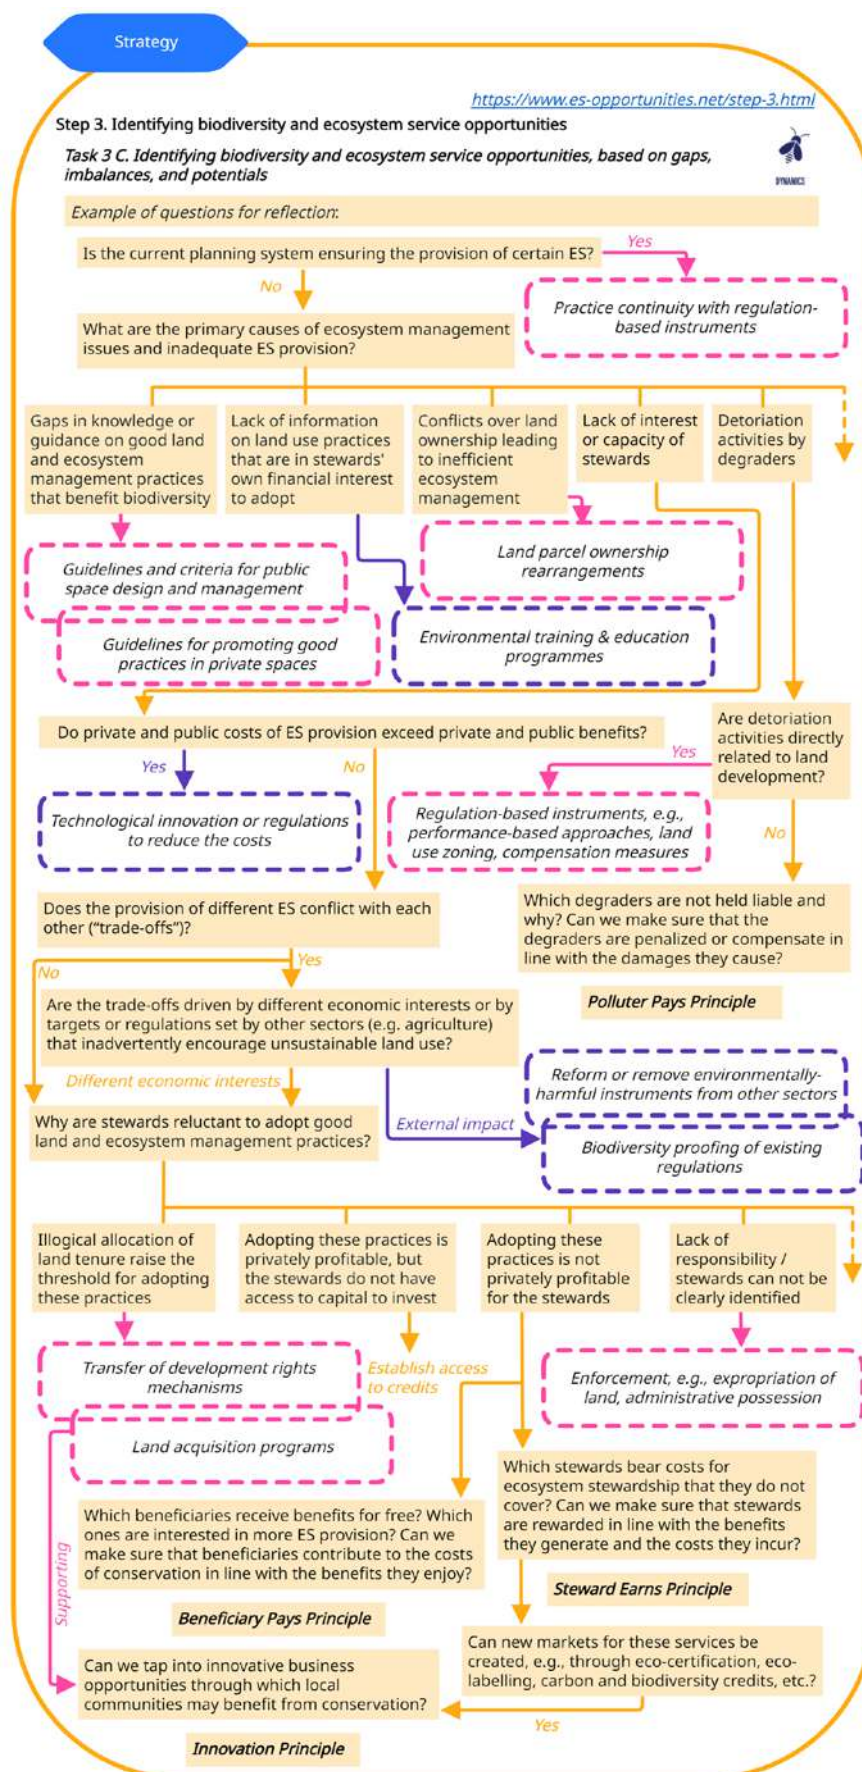 Strategy
https://www.es-opportunities.net/step-3.html
Step 3. Identifying biodiversity and ecosystem service opportunities
Task 3 C. Identifying biodiversity and ecosystem service opportunities, based on gaps,
imbalances, and potentials
DYNAMICS
Example of questions for reflection:
Is the current planning system ensuring the provision of certain ES?
Yes
No
Practice continuity with regulation-
based instruments
What are the primary causes of ecosystem management
issues and inadequate ES provision?
Gaps in knowledge or
guidance on good land
and ecosystem
management practices
that benefit biodiversity
Lack of information
on land use practices
that are in stewards'
own financial interest
to adopt
Conflicts over land
ownership leading
to inefficient
ecosystem
management
Lack of interest
or capacity of
stewards
Detoriation
activities by
degraders
Guidelines and criteria for public
space design and management
Guidelines for promoting good
practices in private spaces
Land parcel ownership
rearrangements
Environmental training & education
programmes
Do private and public costs of ES provision exceed private and public benefits?
Are detoriation
activities directly
related to land
development?
Yes
No
Yes
Technological innovation or regulations
to reduce the costs
Regulation-based instruments, e.g.,
performance-based approaches, land
use zoning, compensation measures
No
Does the provision of different ES conflict with each
other (“trade-offs”)?
Which degraders are not held liable and
why? Can we make sure that the
degraders are penalized or compensate in
line with the damages they cause?
Polluter Pays Principle
No
Yes
Are the trade-offs driven by different economic interests or by
targets or regulations set by other sectors (e.g. agriculture)
that inadvertently encourage unsustainable land use?
Different economic interests
External impact
Reform or remove environmentally-
harmful instruments from other sectors
Biodiversity proofing of existing
regulations
Why are stewards reluctant to adopt good
land and ecosystem management practices?
Illogical allocation of
land tenure raise the
threshold for adopting
these practices
Adopting these practices is
privately profitable, but
the stewards do not have
access to capital to invest
Adopting these
practices is not
privately profitable
for the stewards
Lack of
responsibility /
stewards can not be
clearly identified
Transfer of development rights
mechanisms
Land acquisition programs
Establish access
to credits
Enforcement, e.g., expropriation of
land, administrative possession
Supporting
Which beneficiaries receive benefits for free? Which
ones are interested in more ES provision? Can we
make sure that beneficiaries contribute to the costs
of conservation in line with the benefits they enjoy?
Beneficiary Pays Principle
Which stewards bear costs for
ecosystem stewardship that they do not
cover? Can we make sure that stewards
are rewarded in line with the benefits
they generate and the costs they incur?
Steward Earns Principle
Can new markets for these services be
created, e.g., through eco-certification, eco-
labelling, carbon and biodiversity credits, etc.?
Yes
Can we tap into innovative business
opportunities through which local
communities may benefit from conservation?
Innovation Principle